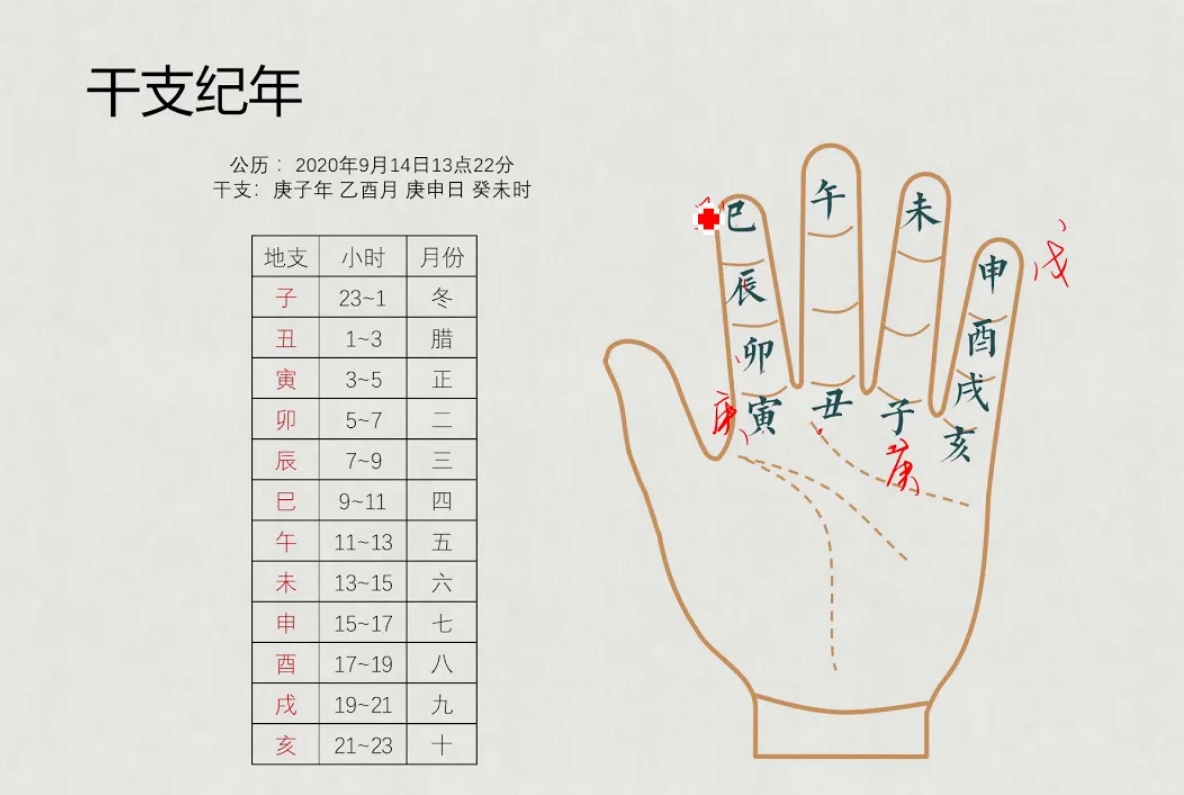 干支纪年
公历：2020年9月14日13点22分
干支：庚子年 乙酉月 庚申日 癸未时
地支 小时 月份
子 23~1 冬
丑 1~3 腊
寅 3~5 正
卯 5~7 二
辰 7~9 三
巳 9~11 四
午 11~13 五
未 13~15 六
申 15~17 七
酉 17~19 八
戌 19~21 九
亥 21~23 十
巳
午
未
申
戊
辰
酉
卯
戌
庚
寅
丑
子
亥
庚